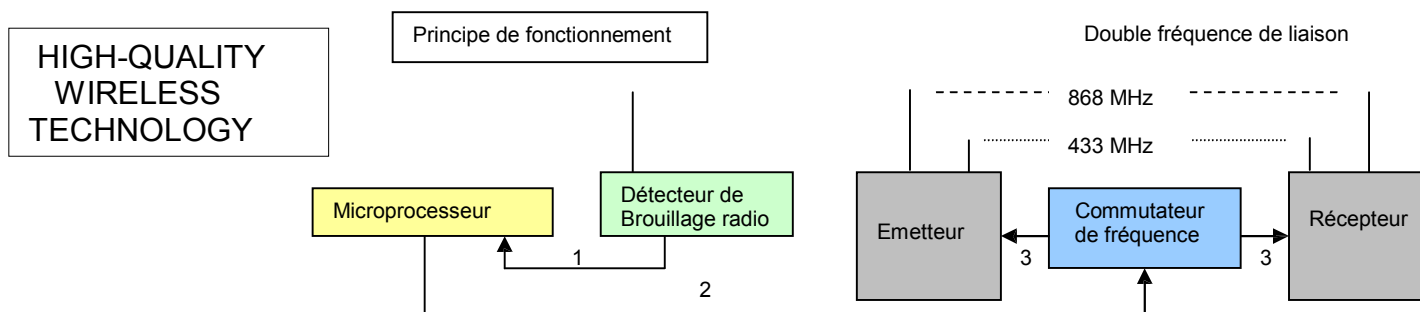 HIGH-QUALITY
WIRELESS
TECHNOLOGY
Principe de fonctionnement
Double fréquence de liaison
868 MHz
433 MHz
Microprocesseur
Détecteur de
Brouillage radio
1
2
Emetteur
3
Commutateur
de fréquence
3
Récepteur